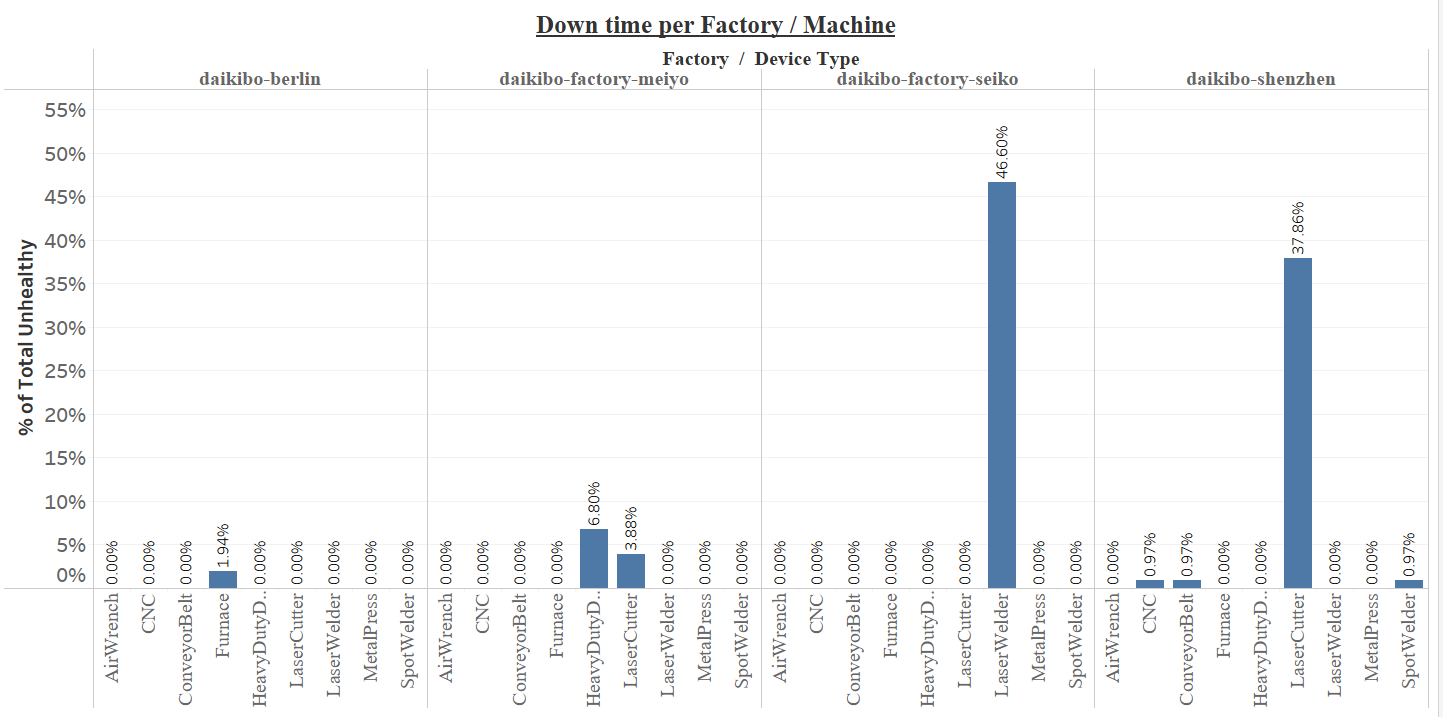 Down time per Factory / Machine
Factory / Device Type
daikibo-berlin daikibo-factory-meiyo daikibo-factory-seiko daikibo-shenzhen
% of Total Unhealthy
55%
50%
45%
40%
35%
30%
25%
20%
15%
10%
5%
0%
0.00% 0.00% 0.00% 1.94% 0.00% 0.00% 0.00% 0.00% 0.00% 0.00% 0.00% 0.00% 0.00% 6.80% 3.88% 0.00% 0.00% 0.00% 0.00% 0.00% 0.00% 0.00% 0.00% 0.00% 46.60% 0.00% 0.00% 0.00% 0.97% 0.97% 0.00% 0.00% 37.86% 0.00% 0.00% 0.97%
AirWrench CNC ConveyorBelt Furnace HeavyDutyD.. LaserCutter LaserWelder MetalPress SpotWelder AirWrench CNC ConveyorBelt Furnace HeavyDutyD.. LaserCutter LaserWelder MetalPress SpotWelder AirWrench CNC ConveyorBelt Furnace HeavyDutyD.. LaserCutter LaserWelder MetalPress SpotWelder AirWrench CNC ConveyorBelt Furnace HeavyDutyD.. LaserCutter LaserWelder MetalPress SpotWelder